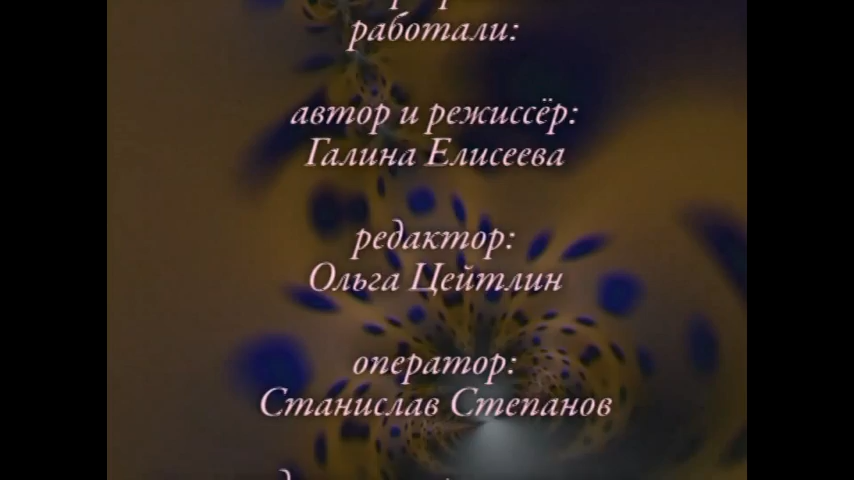 работали:
автор и режиссёр:
Галина Елисеева
редактор:
Ольга Цейтлин
оператор:
Станислав Степанов